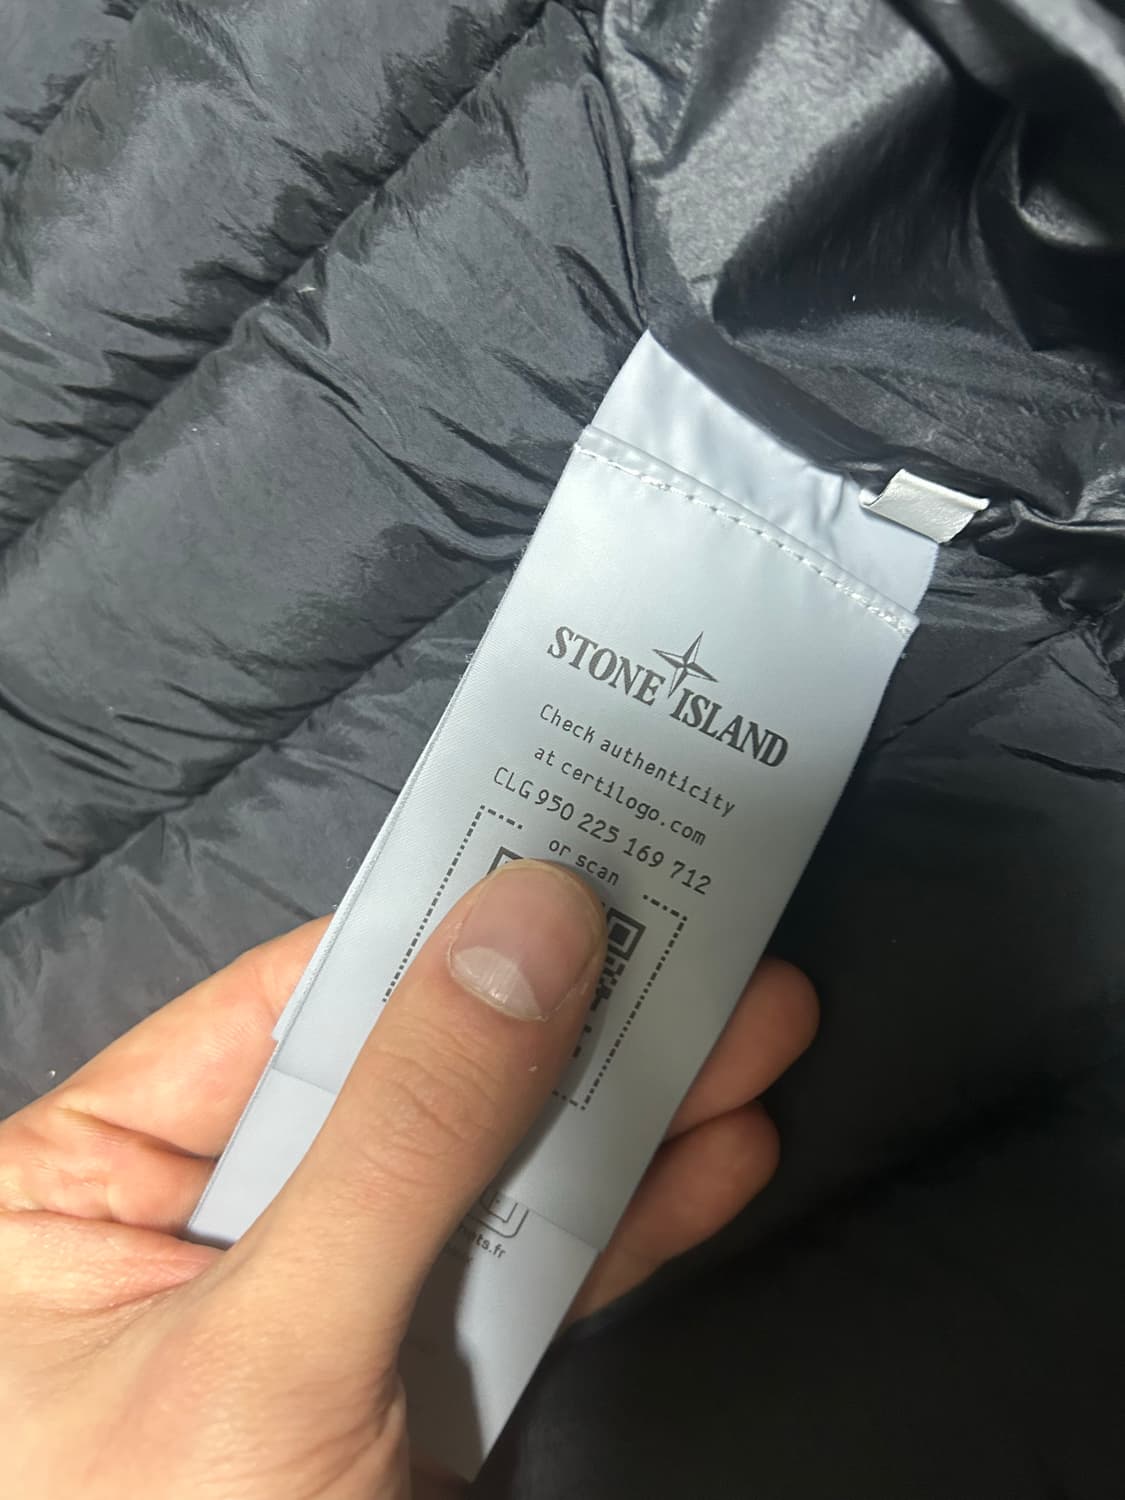 STONE ISLAND
Check authenticity
at certilogo.com
CLG 950 225 169 712
or scan